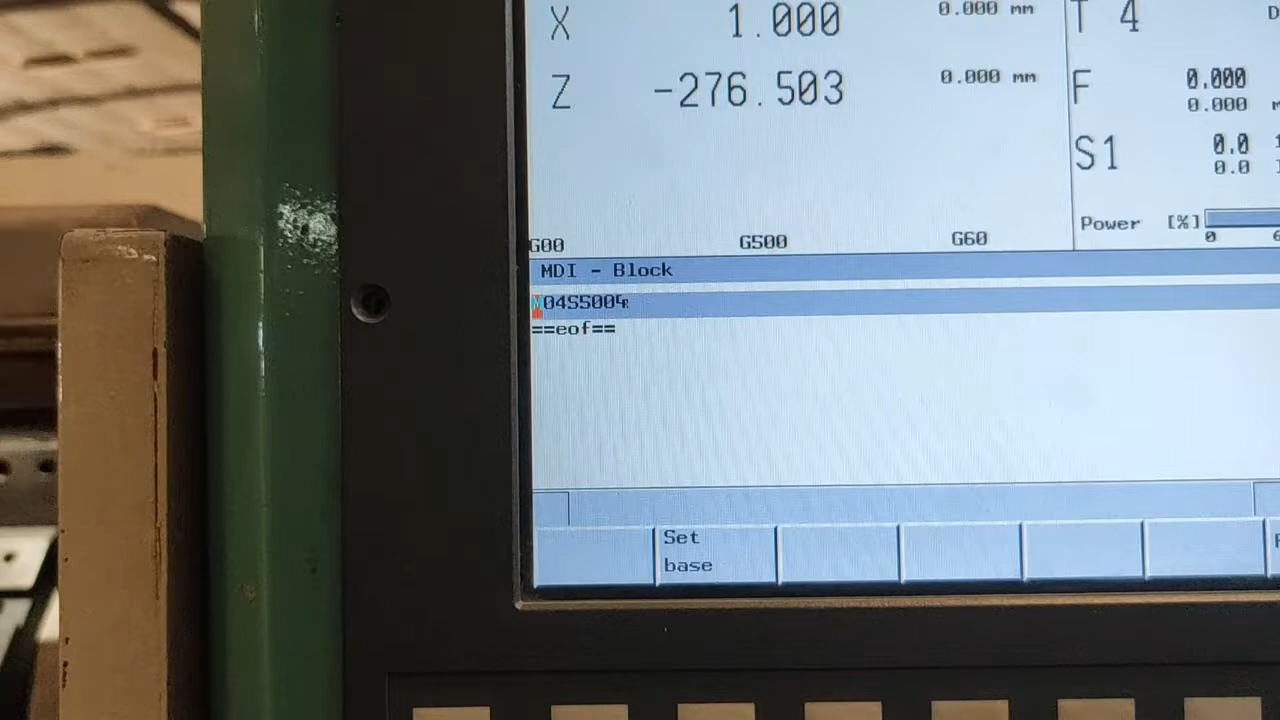 X 1.000 0.000 mm
T 4
Z -276.503 0.000 mm
F 0.000
0.000
S1 0.0
0.0
Power [%]
0
G00 G500 G60
MDI - Block
M04S500
==eof==
Set
base